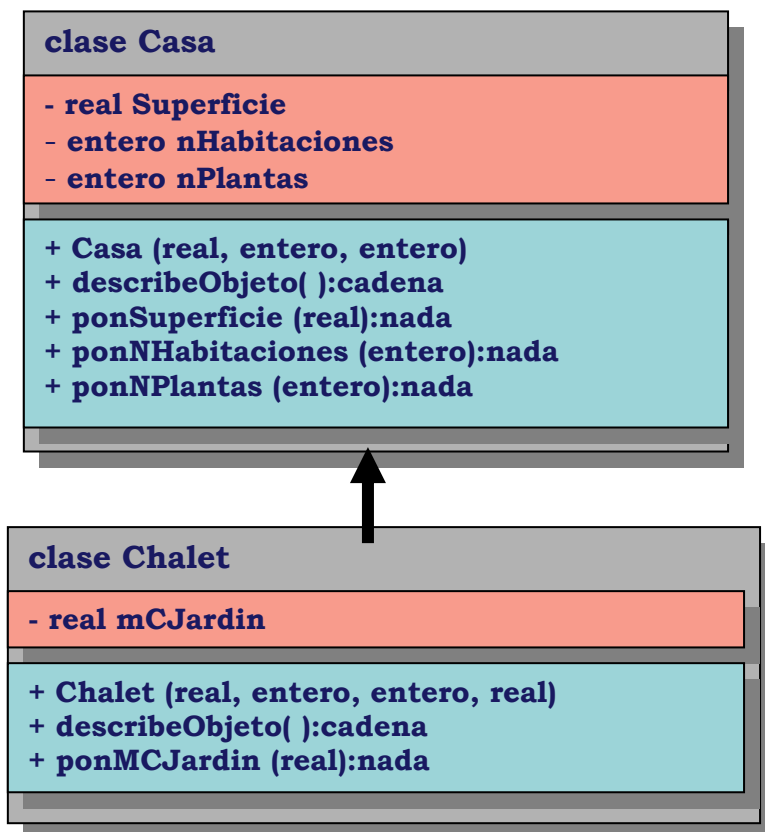 clase Casa
- real Superficie
- entero nHabitaciones
- entero nPlantas
+ Casa (real, entero, entero)
+ describeObjeto( ):cadena
+ ponSuperficie (real):nada
+ ponNHabitaciones (entero):nada
+ ponNPlantas (entero):nada
clase Chalet
- real mCJardin
+ Chalet (real, entero, entero, real)
+ describeObjeto( ):cadena
+ ponMCJardin (real):nada